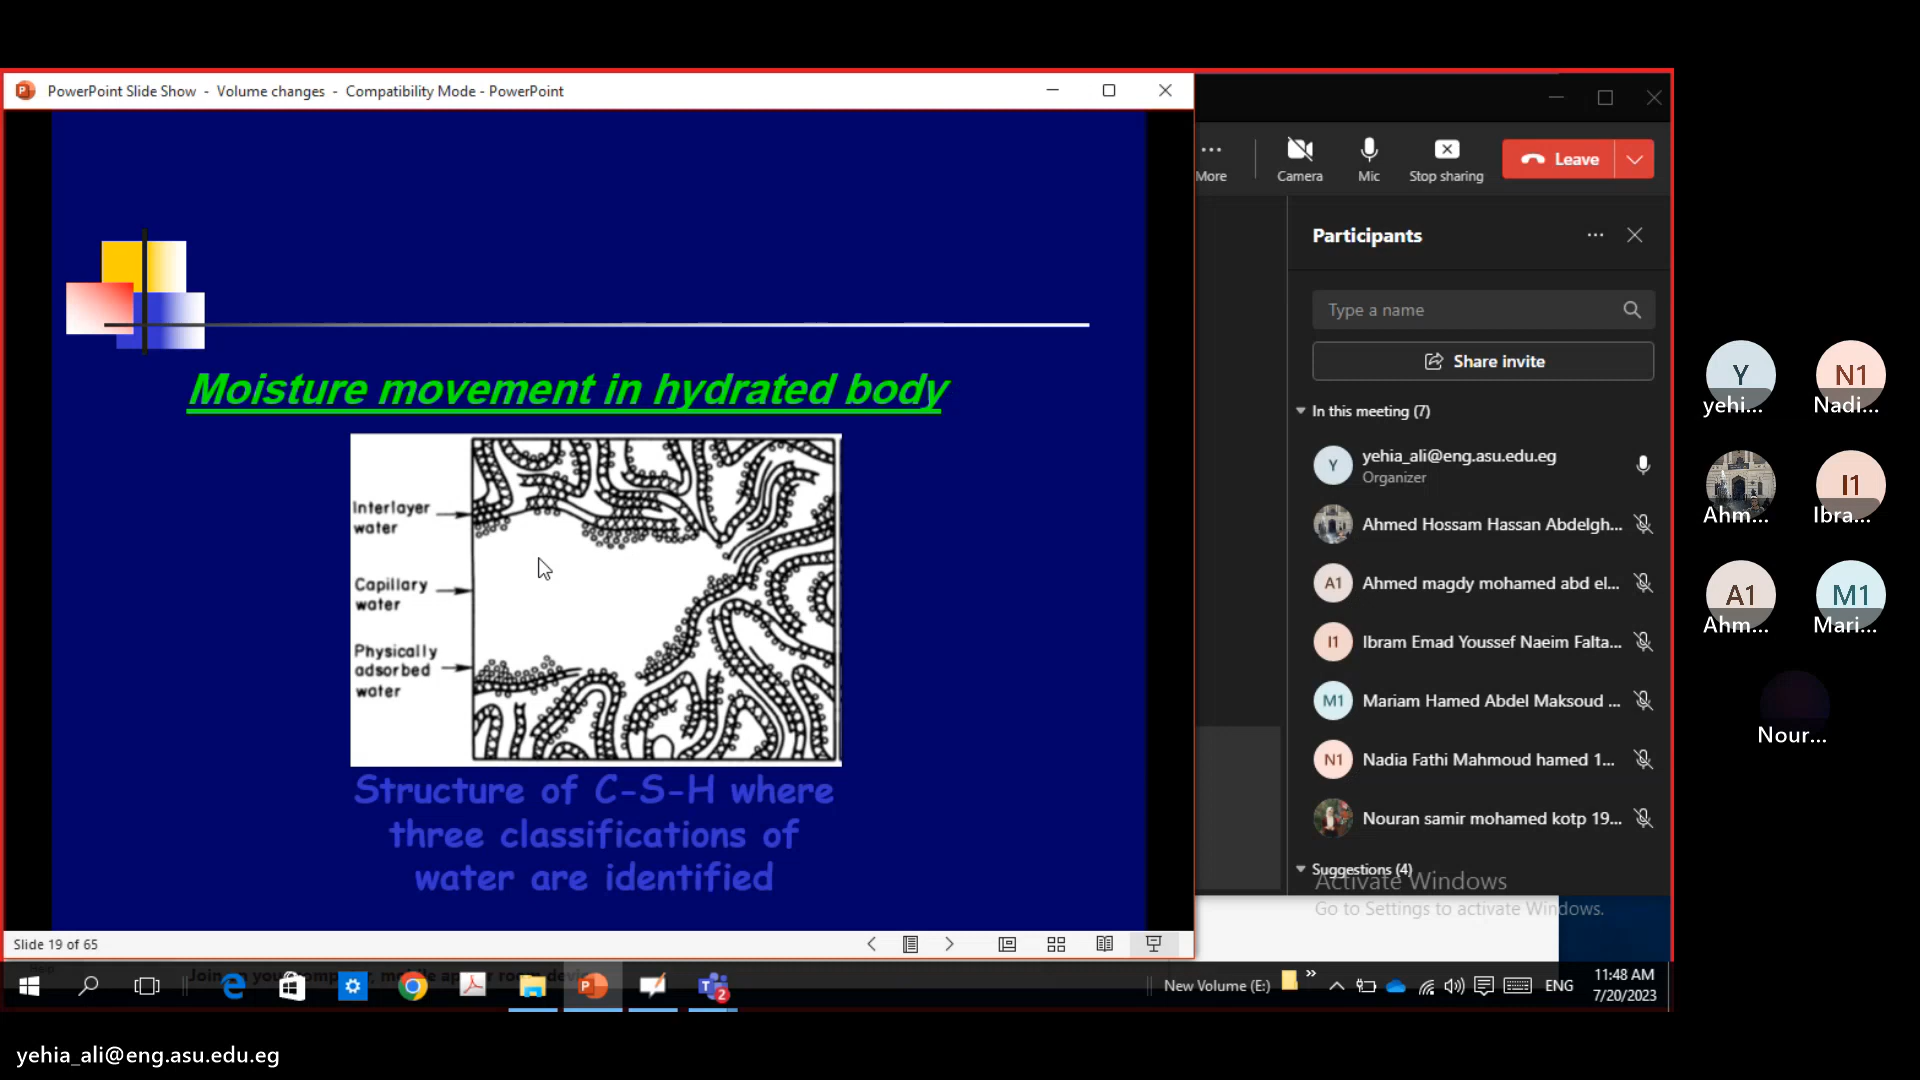 PowerPoint Slide Show - Volume changes - Compatibility Mode - PowerPoint
More
Camera
Mic
Stop sharing
Leave
Participants
Type a name
Share invite
In this meeting (7)
Y
yehia_ali@eng.asu.edu.eg
Organizer
Ahmed Hossam Hassan Abdelgh...
A1
Ahmed magdy mohamed abd el...
I1
Ibram Emad Youssef Naeim Falta...
M1
Mariam Hamed Abdel Maksoud ...
N1
Nadia Fathi Mahmoud hamed 1...
Nouran samir mohamed kotp 19...
Suggestions (4)
Activate Windows
Go to Settings to activate Windows.
Moisture movement in hydrated body
Interlayer
water
Capillary
water
Physically
adsorbed
water
Structure of C-S-H where
three classifications of
water are identified
Slide 19 of 65
New Volume (E:)
ENG
11:48 AM
7/20/2023
2
Y
yehi...
N1
Nadi...
Ahm...
I1
Ibra...
A1
Ahm...
M1
Mari...
Nour...
yehia_ali@eng.asu.edu.eg